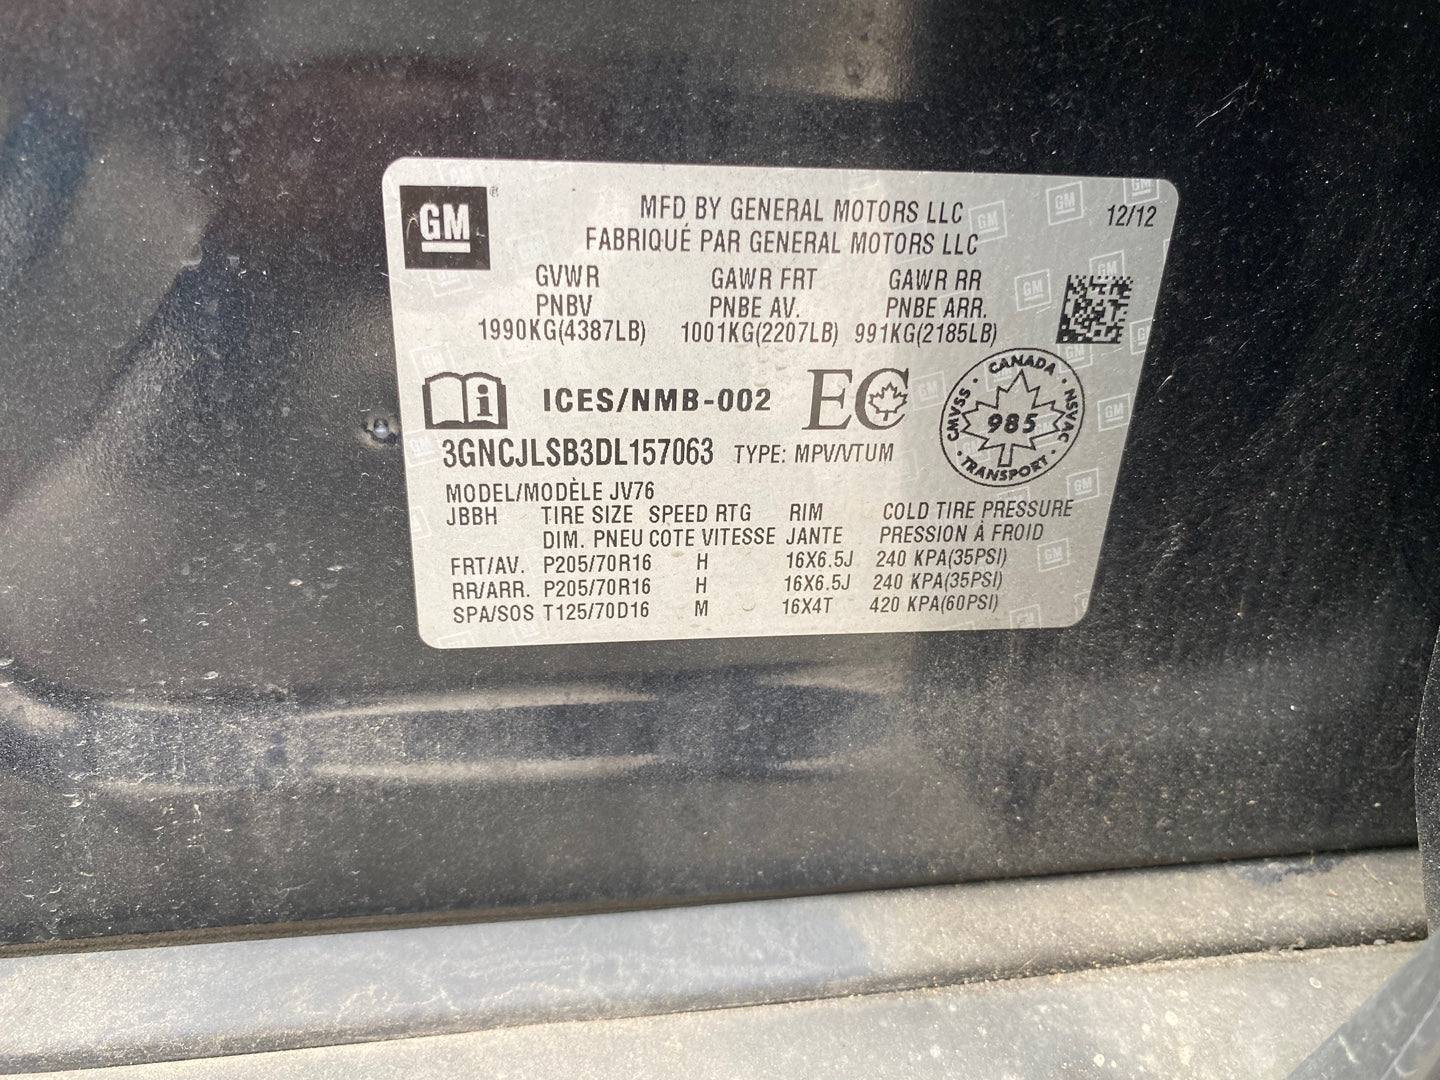 GM ®
MFD BY GENERAL MOTORS LLC 12/12
FABRIQUÉ PAR GENERAL MOTORS LLC
GVWR GAWR FRT GAWR RR
PNBV PNBE AV. PNBE ARR.
1990KG(4387LB) 1001KG(2207LB) 991KG(2185LB)
ICES/NMB-002 EC
CANADA
CMVSS · 985 · NSVAC
TRANSPORT
3GNCJLSB3DL157063 TYPE: MPV/VTUM
MODEL/MODÈLE JV76
JBBH TIRE SIZE SPEED RTG RIM COLD TIRE PRESSURE
DIM. PNEU COTE VITESSE JANTE PRESSION À FROID
FRT/AV. P205/70R16 H 16X6.5J 240 KPA(35PSI)
RR/ARR. P205/70R16 H 16X6.5J 240 KPA(35PSI)
SPA/SOS T125/70D16 M 16X4T 420 KPA(60PSI)